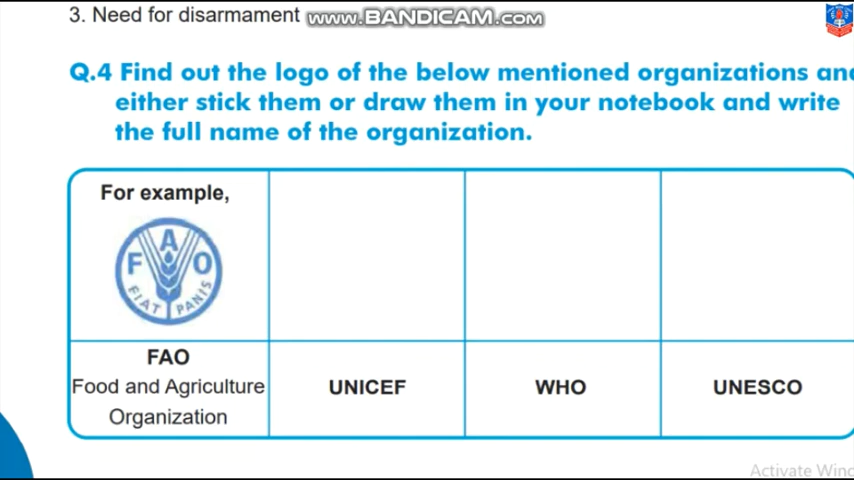 3. Need for disarmament
www.BANDICAM.com
Q.4 Find out the logo of the below mentioned organizations and
either stick them or draw them in your notebook and write
the full name of the organization.
For example,
F A O
FIAT PANIS
FAO
Food and Agriculture
Organization
UNICEF
WHO
UNESCO
Activate Wind